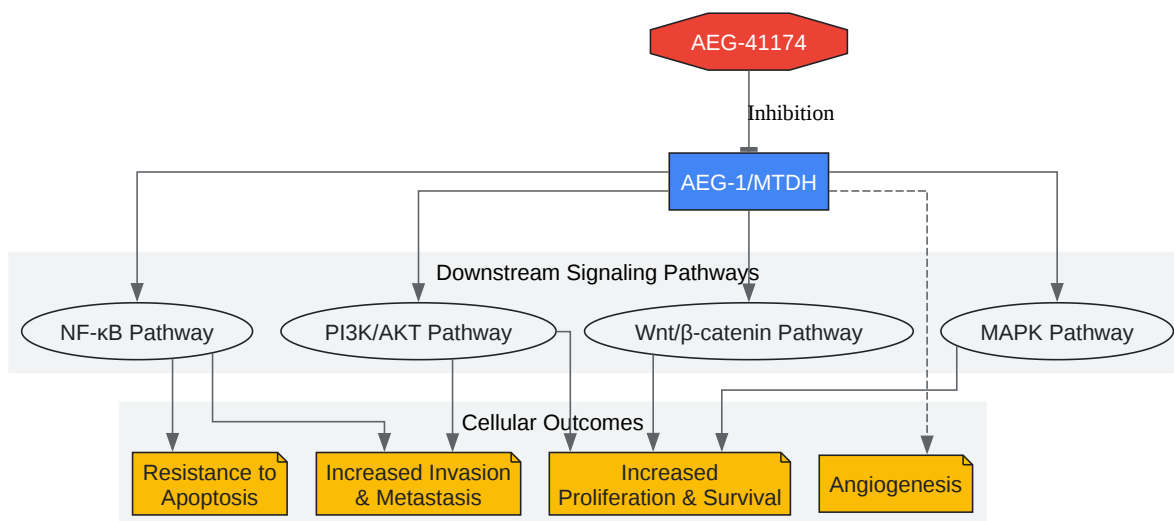 AEG-41174
Inhibition
AEG-1/MTDH
Downstream Signaling Pathways
NF-κB Pathway
PI3K/AKT Pathway
Wnt/β-catenin Pathway
MAPK Pathway
Cellular Outcomes
Resistance to
Apoptosis
Increased Invasion
& Metastasis
Increased
Proliferation & Survival
Angiogenesis